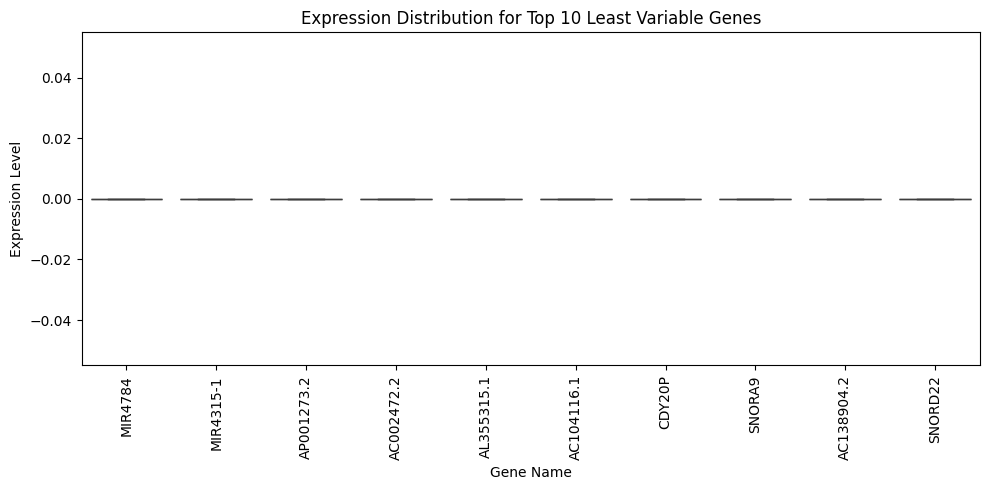 Expression Distribution for Top 10 Least Variable Genes
Expression Level
0.04
0.02
0.00
−0.02
−0.04
MIR4784
MIR4315-1
AP001273.2
AC002472.2
AL355315.1
AC104116.1
CDY20P
SNORA9
AC138904.2
SNORD22
Gene Name